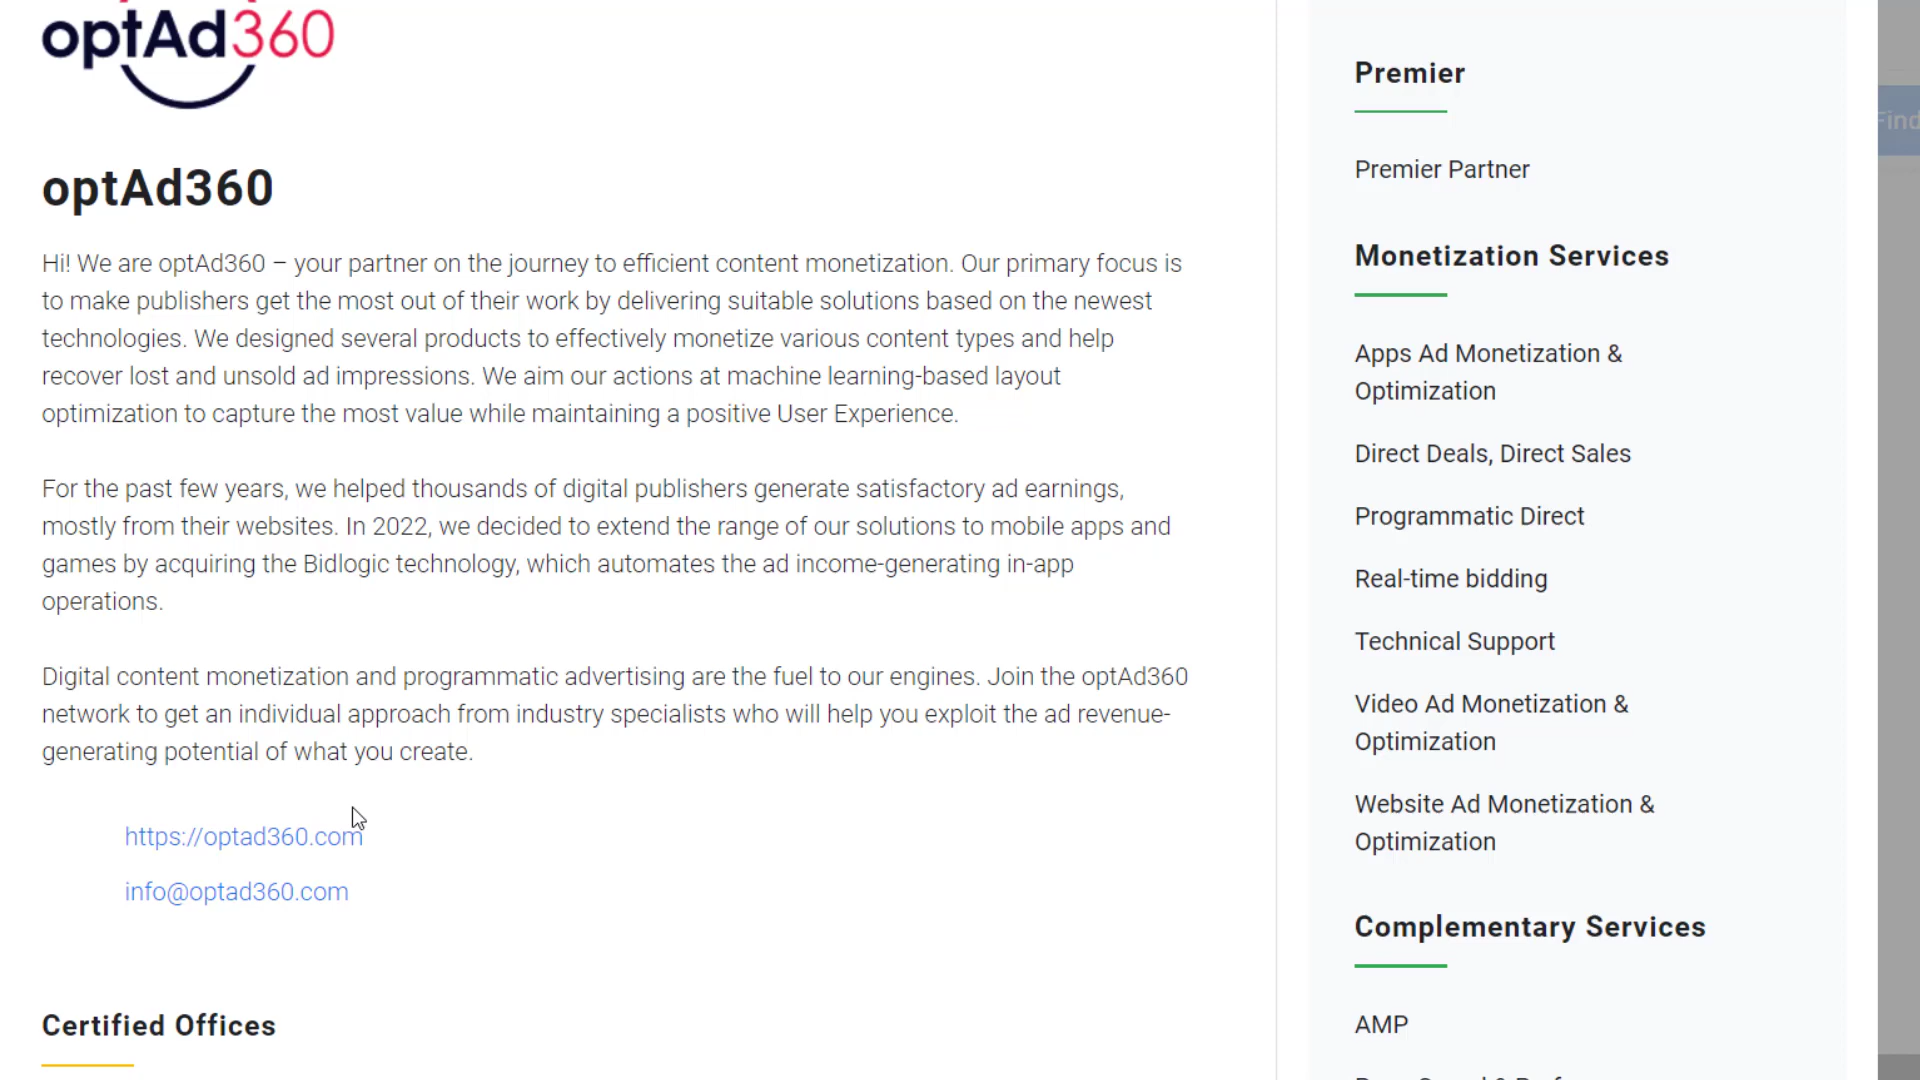 optAd360
optAd360
Hi! We are optAd360 – your partner on the journey to efficient content monetization. Our primary focus is
to make publishers get the most out of their work by delivering suitable solutions based on the newest
technologies. We designed several products to effectively monetize various content types and help
recover lost and unsold ad impressions. We aim our actions at machine learning-based layout
optimization to capture the most value while maintaining a positive User Experience.
For the past few years, we helped thousands of digital publishers generate satisfactory ad earnings,
mostly from their websites. In 2022, we decided to extend the range of our solutions to mobile apps and
games by acquiring the Bidlogic technology, which automates the ad income-generating in-app
operations.
Digital content monetization and programmatic advertising are the fuel to our engines. Join the optAd360
network to get an individual approach from industry specialists who will help you exploit the ad revenue-
generating potential of what you create.
https://optad360.com
info@optad360.com
Certified Offices
Premier
Premier Partner
Monetization Services
Apps Ad Monetization &
Optimization
Direct Deals, Direct Sales
Programmatic Direct
Real-time bidding
Technical Support
Video Ad Monetization &
Optimization
Website Ad Monetization &
Optimization
Complementary Services
AMP
Find